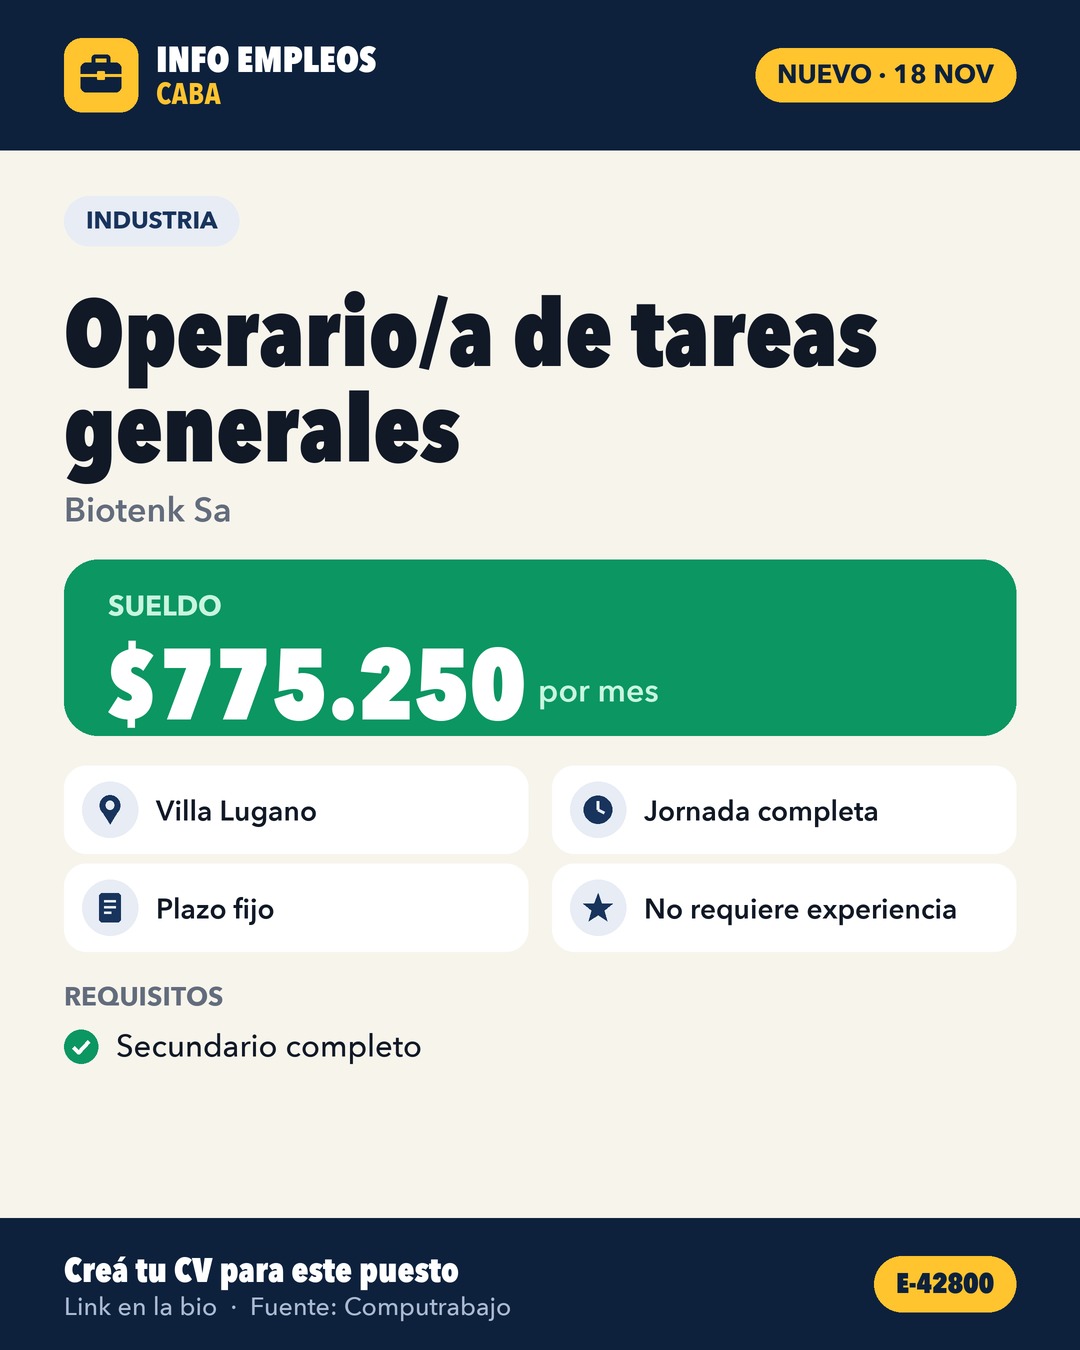 INFO EMPLEOS
CABA
NUEVO · 18 NOV
INDUSTRIA
Operario/a de tareas
generales
Biotenk Sa
SUELDO
$775.250 por mes
Villa Lugano
Jornada completa
Plazo fijo
No requiere experiencia
REQUISITOS
Secundario completo
Creá tu CV para este puesto
Link en la bio · Fuente: Computrabajo
E-42800